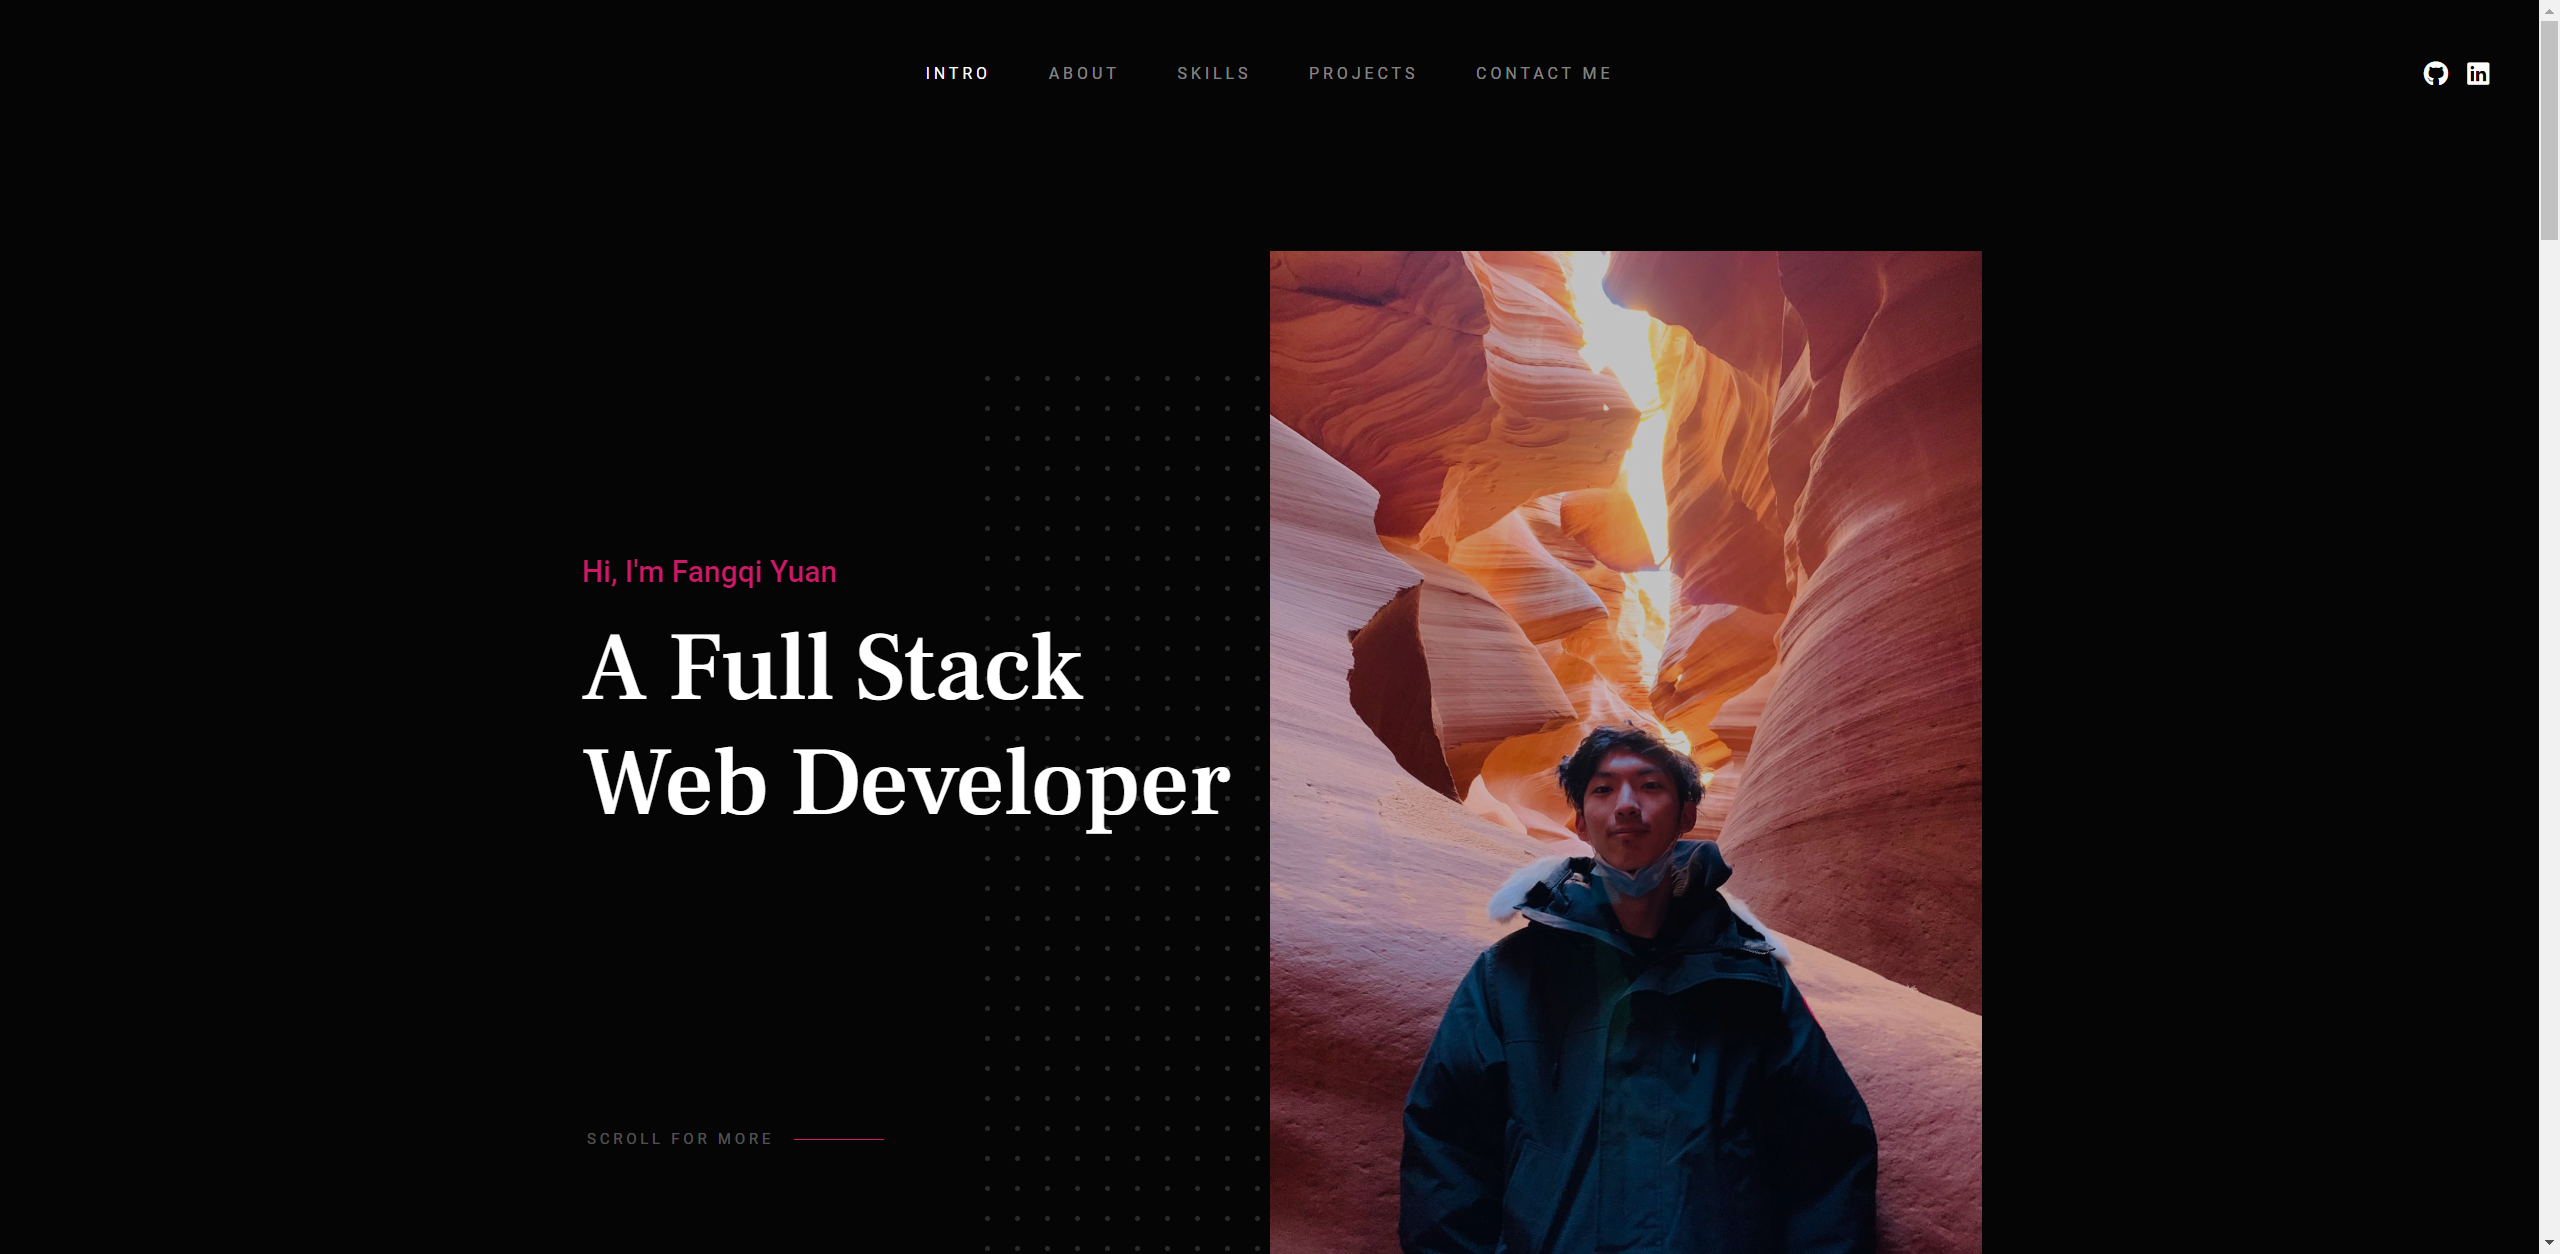 INTRO ABOUT SKILLS PROJECTS CONTACT ME
Hi, I'm Fangqi Yuan
A Full Stack
Web Developer
SCROLL FOR MORE